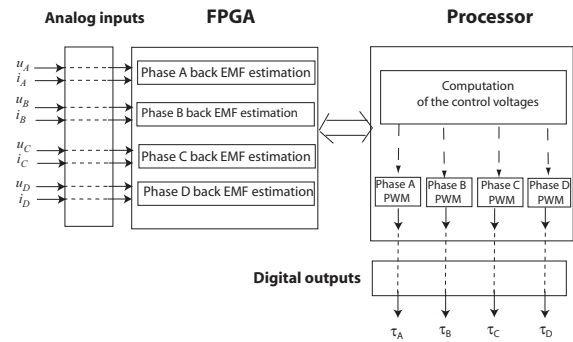 Analog inputs
FPGA
Processor
u_A
i_A
u_B
i_B
u_C
i_C
u_D
i_D
Phase A back EMF estimation
Phase B back EMF estimation
Phase C back EMF estimation
Phase D back EMF estimation
Computation
of the control voltages
Phase A
PWM
Phase B
PWM
Phase C
PWM
Phase D
PWM
Digital outputs
τ_A
τ_B
τ_C
τ_D